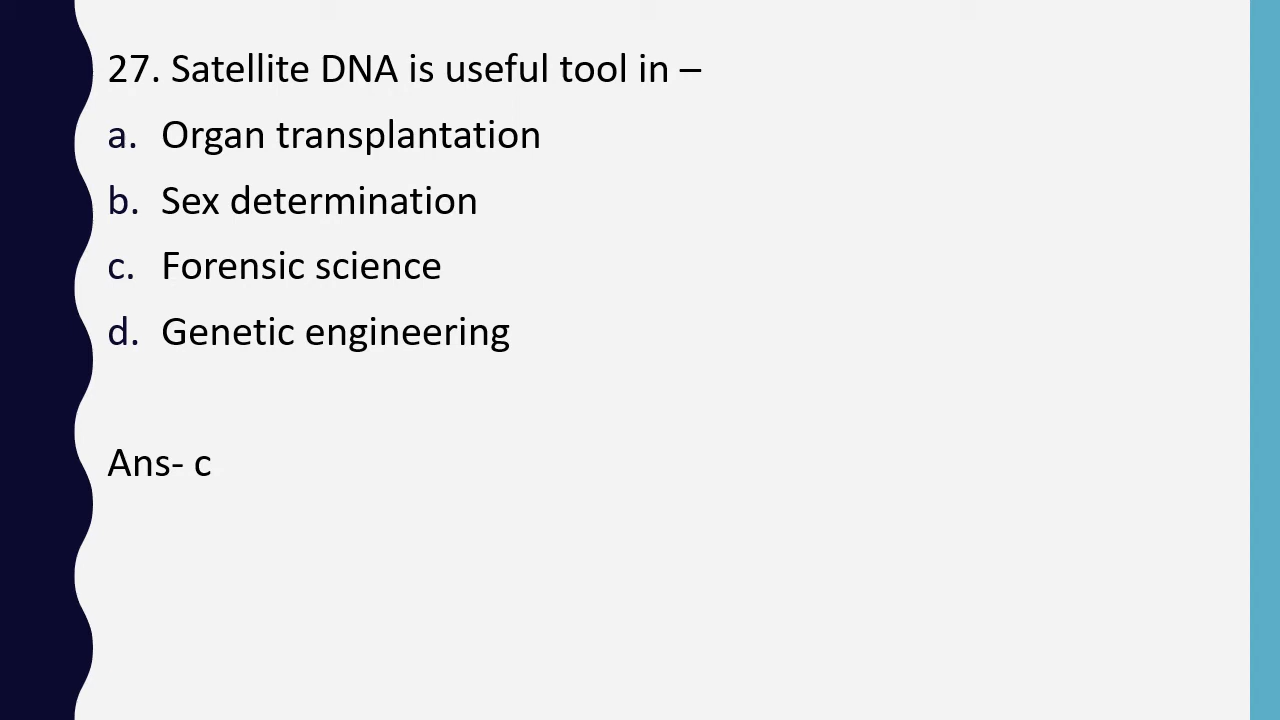 27. Satellite DNA is useful tool in –
a. Organ transplantation
b. Sex determination
c. Forensic science
d. Genetic engineering
Ans- c